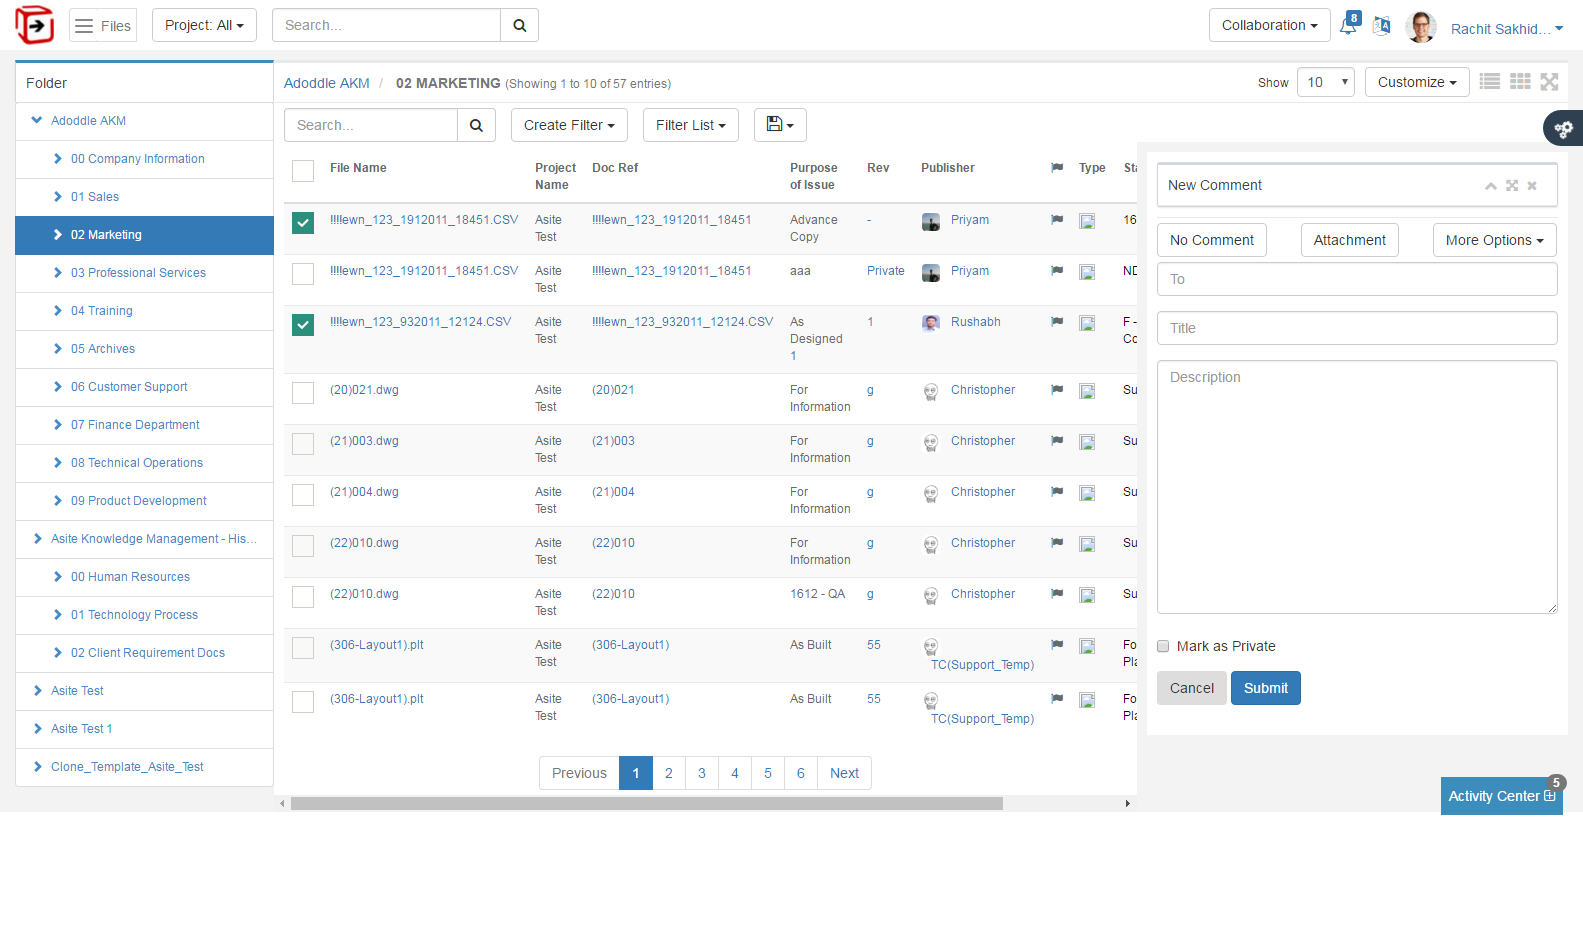 Files
Project: All
Search...
Collaboration
8
Rachit Sakhid...
Folder
Adoddle AKM
00 Company Information
01 Sales
02 Marketing
03 Professional Services
04 Training
05 Archives
06 Customer Support
07 Finance Department
08 Technical Operations
09 Product Development
Asite Knowledge Management - His...
00 Human Resources
01 Technology Process
02 Client Requirement Docs
Asite Test
Asite Test 1
Clone_Template_Asite_Test
Adoddle AKM / 02 MARKETING (Showing 1 to 10 of 57 entries)
Show 10 Customize
Search... Create Filter Filter List
File Name Project Name Doc Ref Purpose of Issue Rev Publisher Type Sta
!!!!ewn_123_1912011_18451.CSV Asite Test !!!!ewn_123_1912011_18451 Advance Copy - Priyam 16
!!!!ewn_123_1912011_18451.CSV Asite Test !!!!ewn_123_1912011_18451 aaa Private Priyam ND
!!!!ewn_123_932011_12124.CSV Asite Test !!!!ewn_123_932011_12124.CSV As Designed 1 1 Rushabh F - Co
(20)021.dwg Asite Test (20)021 For Information g Christopher Su
(21)003.dwg Asite Test (21)003 For Information g Christopher Su
(21)004.dwg Asite Test (21)004 For Information g Christopher Su
(22)010.dwg Asite Test (22)010 For Information g Christopher Su
(22)010.dwg Asite Test (22)010 1612 - QA g Christopher Su
(306-Layout1).plt Asite Test (306-Layout1) As Built 55 TC(Support_Temp) Fo Pla
(306-Layout1).plt Asite Test (306-Layout1) As Built 55 TC(Support_Temp) Fo Pla
Previous 1 2 3 4 5 6 Next
New Comment
No Comment Attachment More Options
To
Title
Description
Mark as Private
Cancel Submit
Activity Center 5